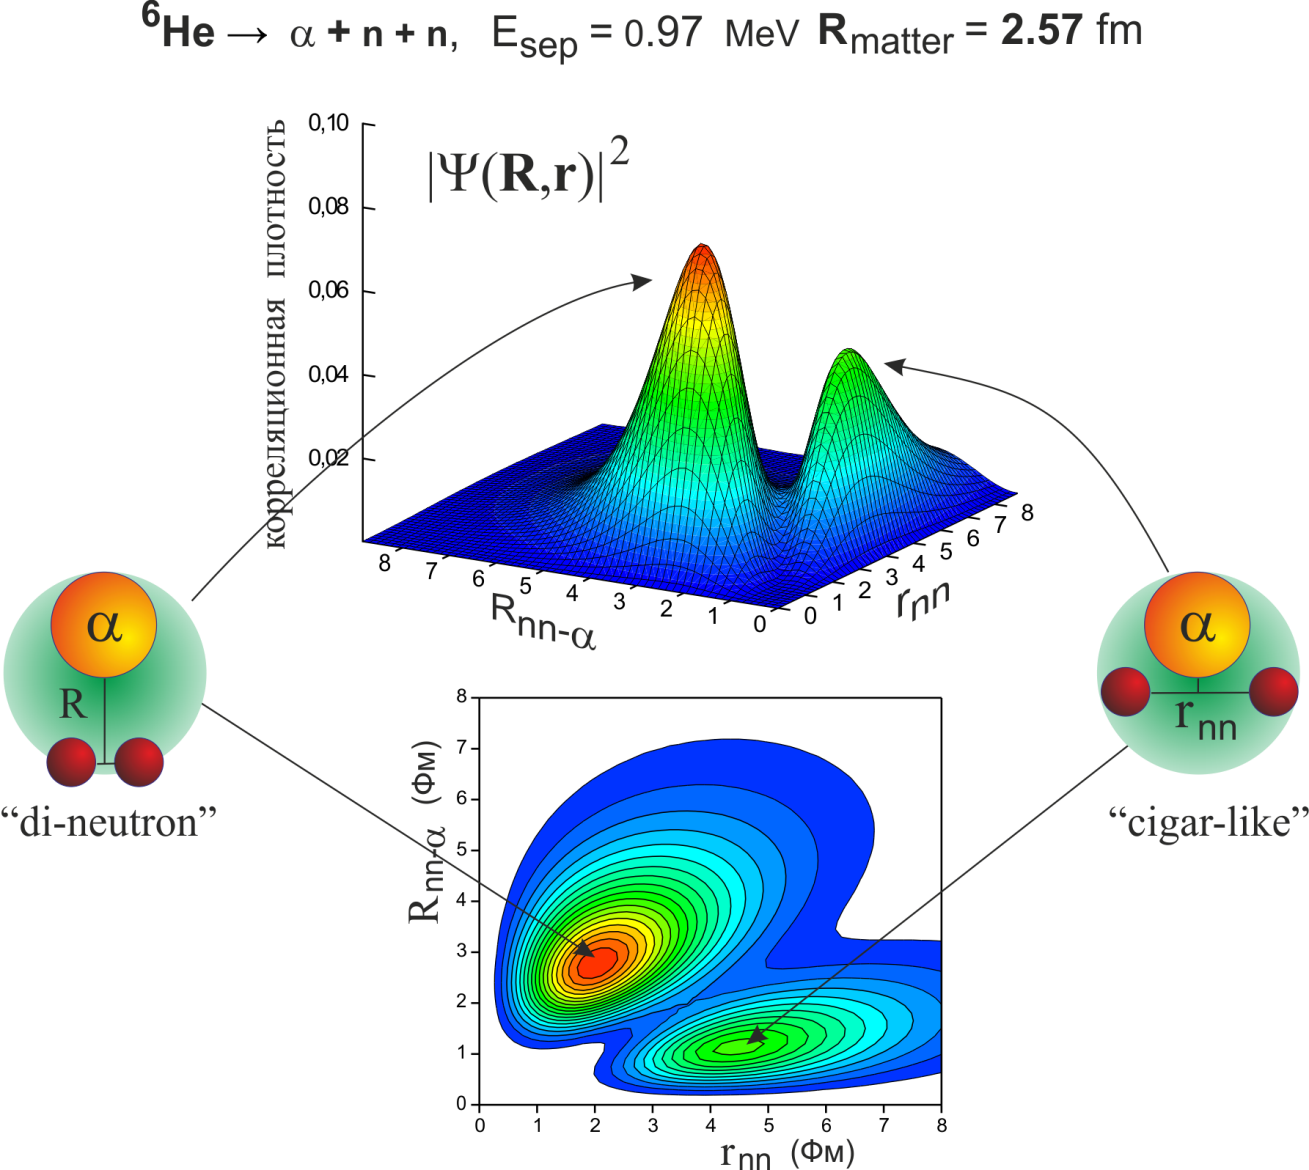 ⁶He → α + n + n, E_sep = 0.97 MeV R_matter = 2.57 fm
корреляционная плотность
0,10
0,08
0,06
0,04
0,02
|Ψ(R,r)|²
8 7 6 5 4 3 2 1 0
R_nn-α
0 1 2 3 4 5 6 7 8
r_nn
α
R
“di-neutron”
α
r_nn
“cigar-like”
R_nn-α (Фм)
8
7
6
5
4
3
2
1
0
0 1 2 3 4 5 6 7 8
r_nn (Фм)